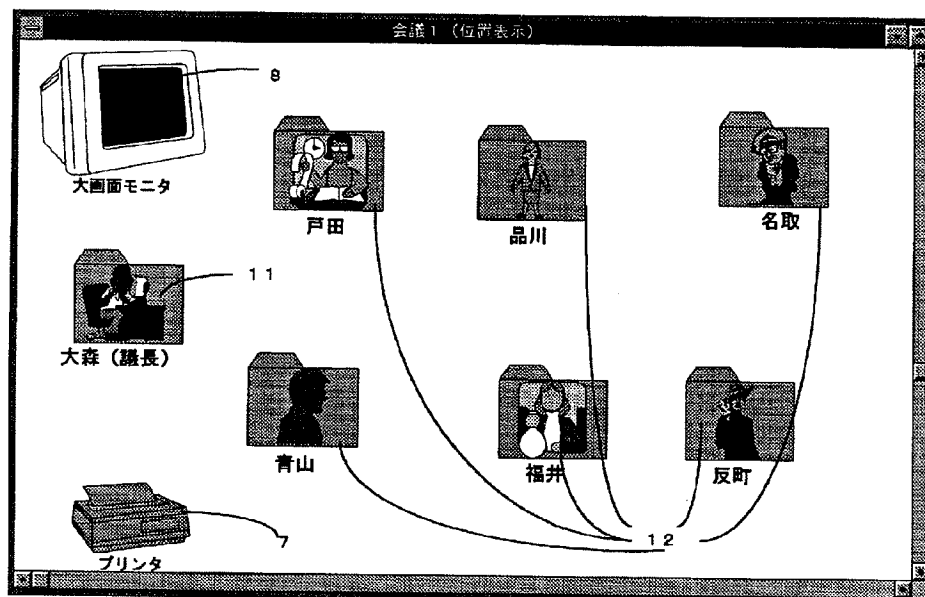 会議1（位置表示）
8
大画面モニタ
戸田
品川
名取
11
大森（議長）
青山
福井
反町
12
7
プリンタ